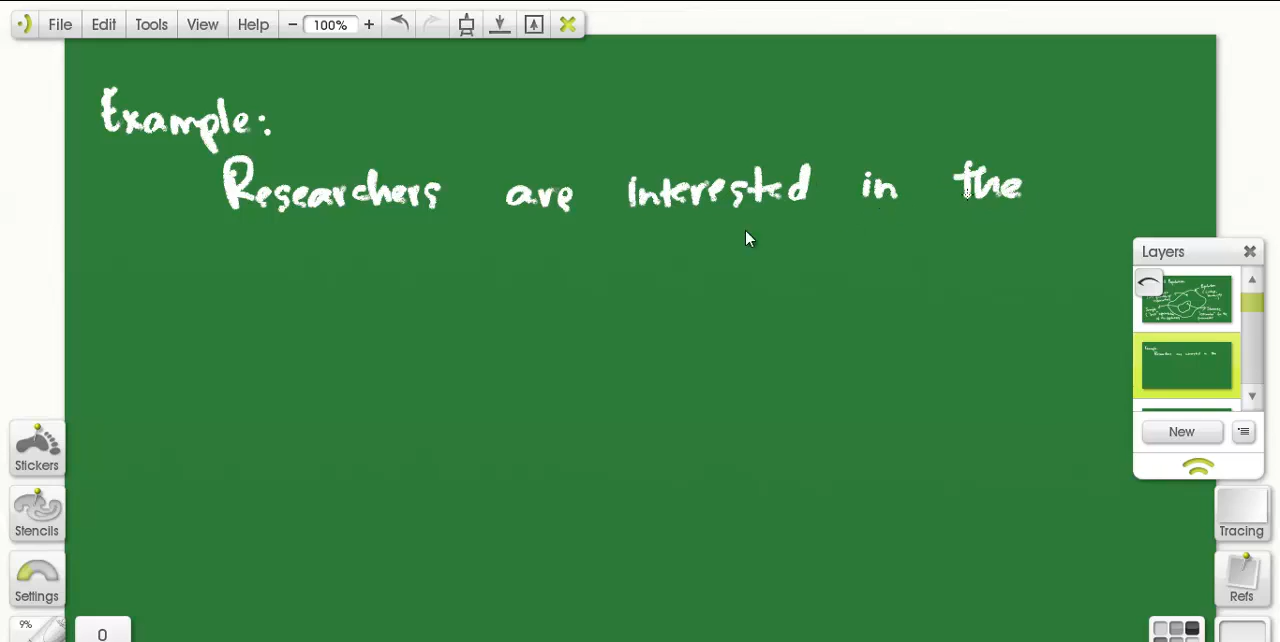 File Edit Tools View Help − 100% +
Example:
Researchers are interested in the
Layers
New
Stickers
Stencils
Settings
Tracing
Refs
9%
0